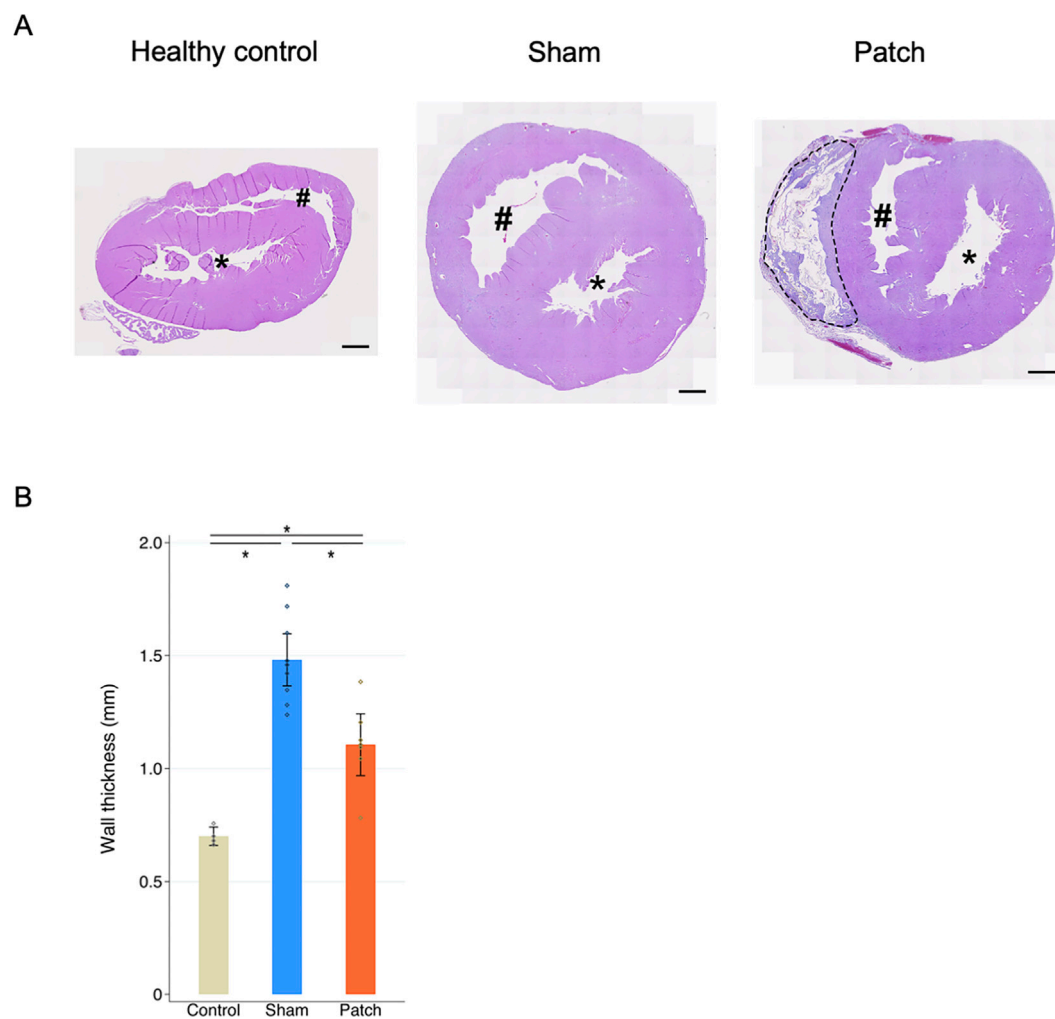 A
Healthy control
Sham
Patch
#
*
#
*
#
*
B
*
*
*
2.0
1.5
1.0
0.5
0
Wall thickness (mm)
Control
Sham
Patch